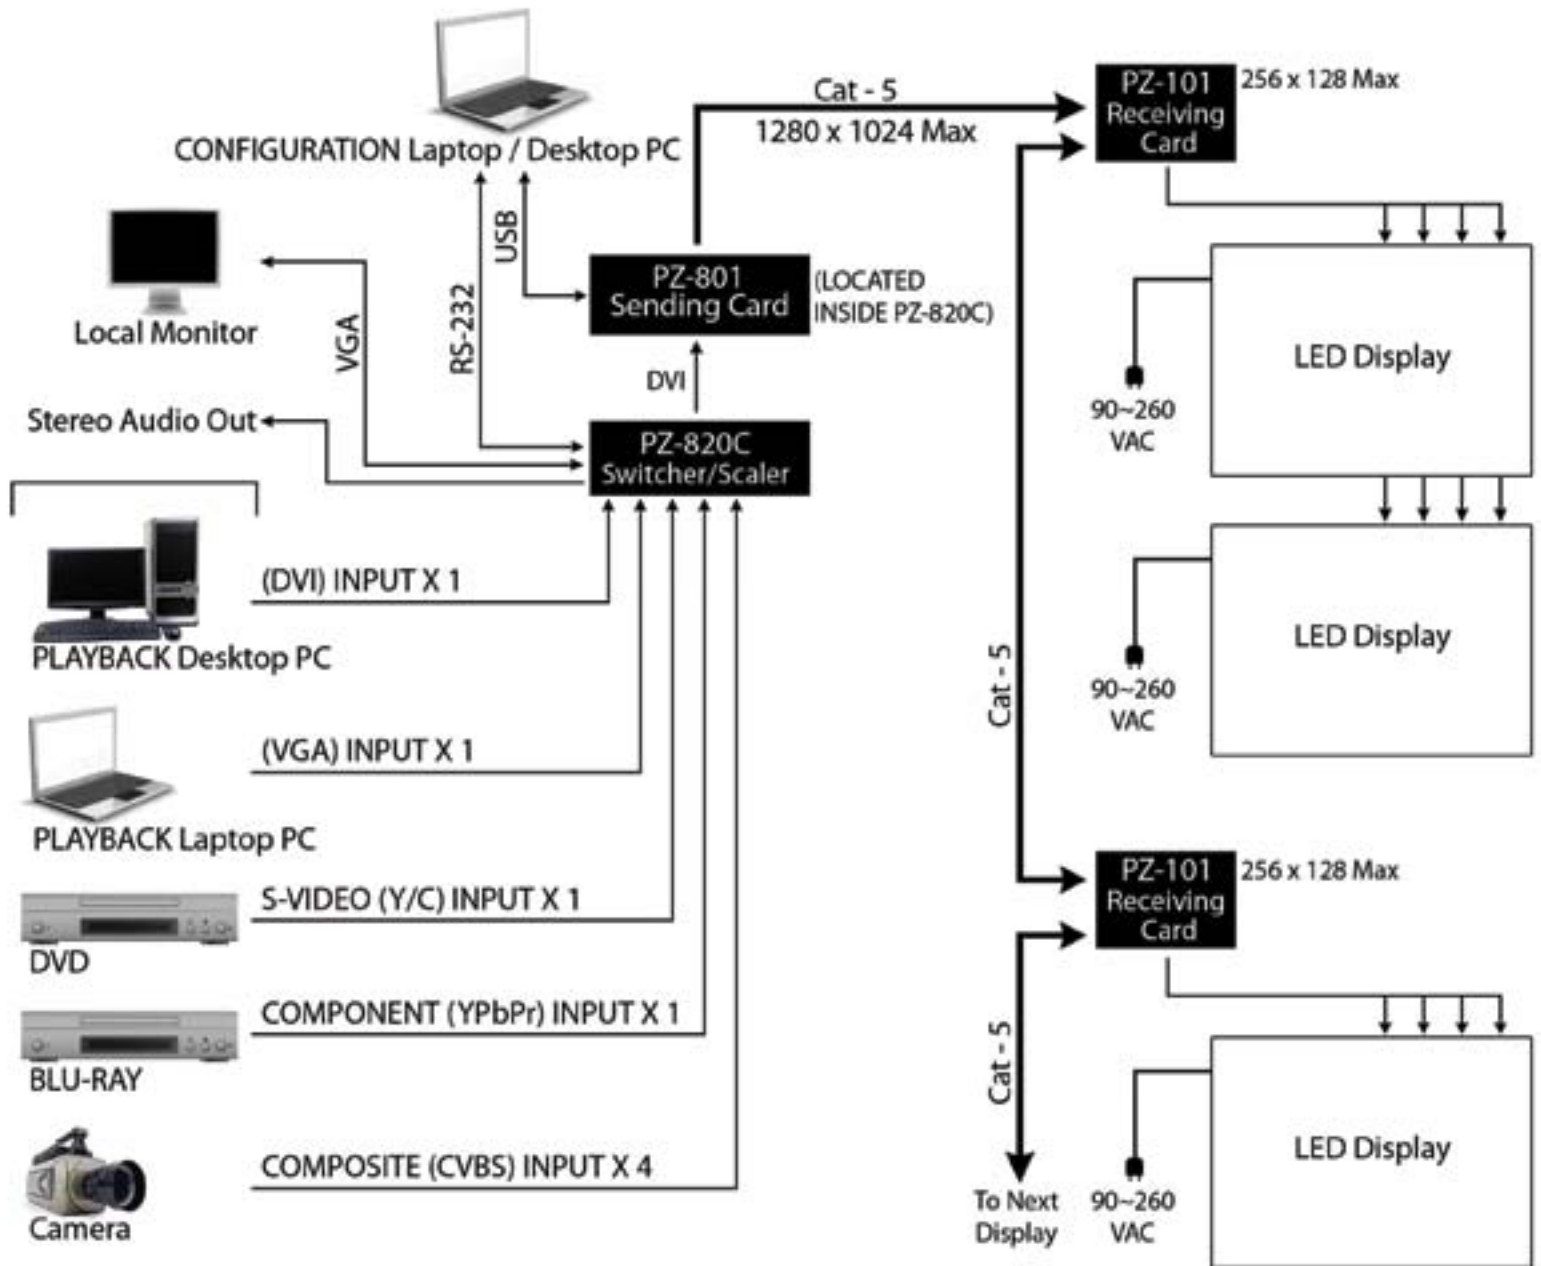 CONFIGURATION Laptop / Desktop PC
Local Monitor
Stereo Audio Out
VGA
RS-232
USB
PZ-801
Sending Card
(LOCATED
INSIDE PZ-820C)
DVI
PZ-820C
Switcher/Scaler
(DVI) INPUT X 1
PLAYBACK Desktop PC
(VGA) INPUT X 1
PLAYBACK Laptop PC
S-VIDEO (Y/C) INPUT X 1
DVD
COMPONENT (YPbPr) INPUT X 1
BLU-RAY
COMPOSITE (CVBS) INPUT X 4
Camera
Cat - 5
1280 x 1024 Max
PZ-101
Receiving
Card
256 x 128 Max
LED Display
90~260
VAC
LED Display
90~260
VAC
Cat - 5
PZ-101
Receiving
Card
256 x 128 Max
Cat - 5
To Next
Display
LED Display
90~260
VAC